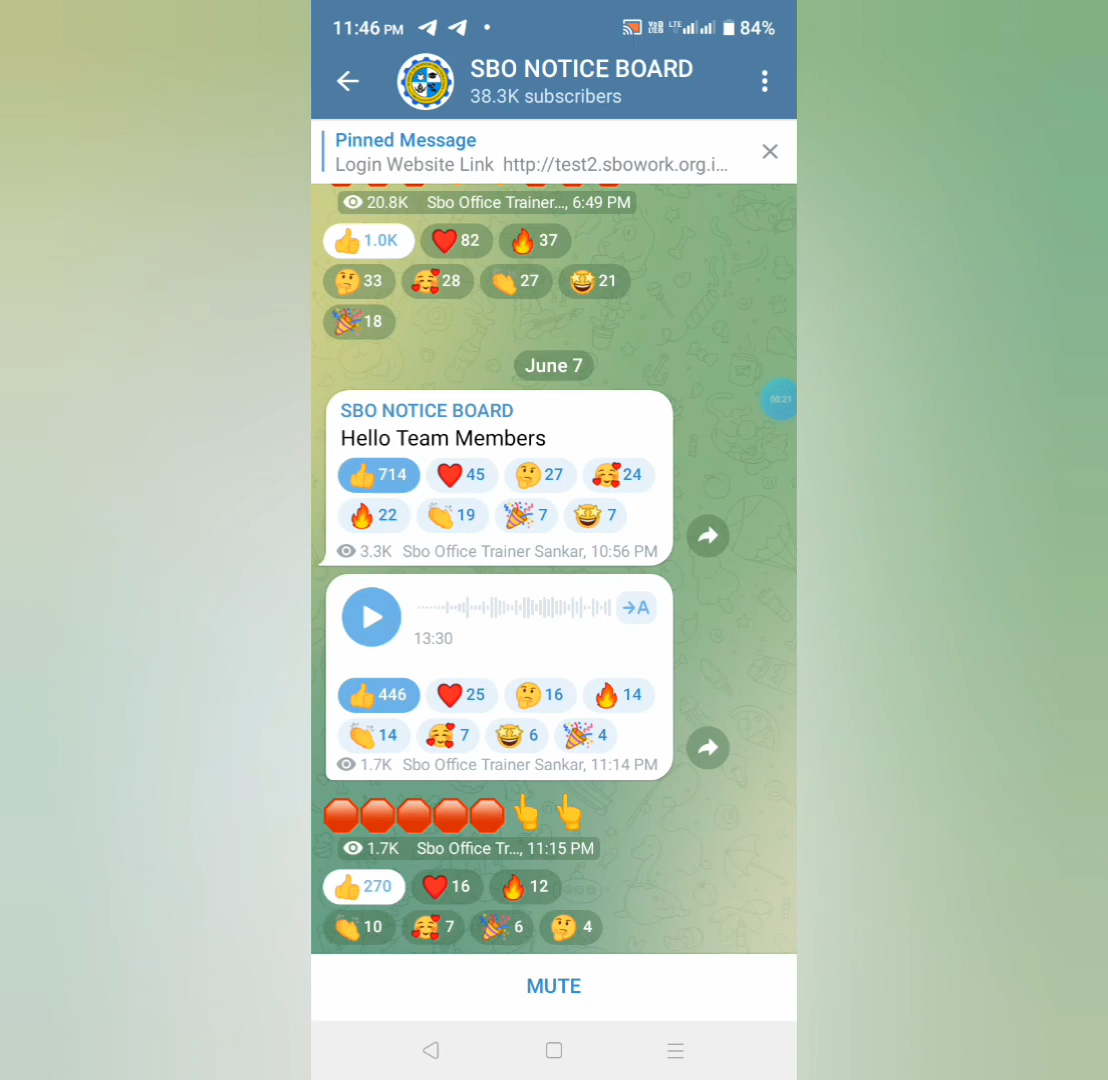 11:46 PM
84%
SBO NOTICE BOARD
38.3K subscribers
Pinned Message
Login Website Link http://test2.sbowork.org.i...
20.8K Sbo Office Trainer..., 6:49 PM
1.0K 82 37
33 28 27 21
18
June 7
00:21
SBO NOTICE BOARD
Hello Team Members
714 45 27 24
22 19 7 7
3.3K Sbo Office Trainer Sankar, 10:56 PM
→A
13:30
446 25 16 14
14 7 6 4
1.7K Sbo Office Trainer Sankar, 11:14 PM
1.7K Sbo Office Tr..., 11:15 PM
270 16 12
10 7 6 4
MUTE